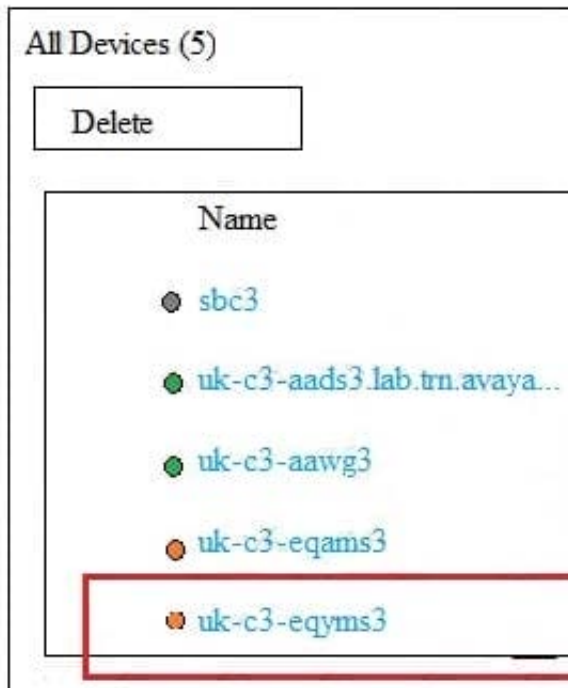 All Devices (5)
Delete
Name
sbc3
uk-c3-aads3.lab.trn.avaya...
uk-c3-aawg3
uk-c3-eqams3
uk-c3-eqyms3